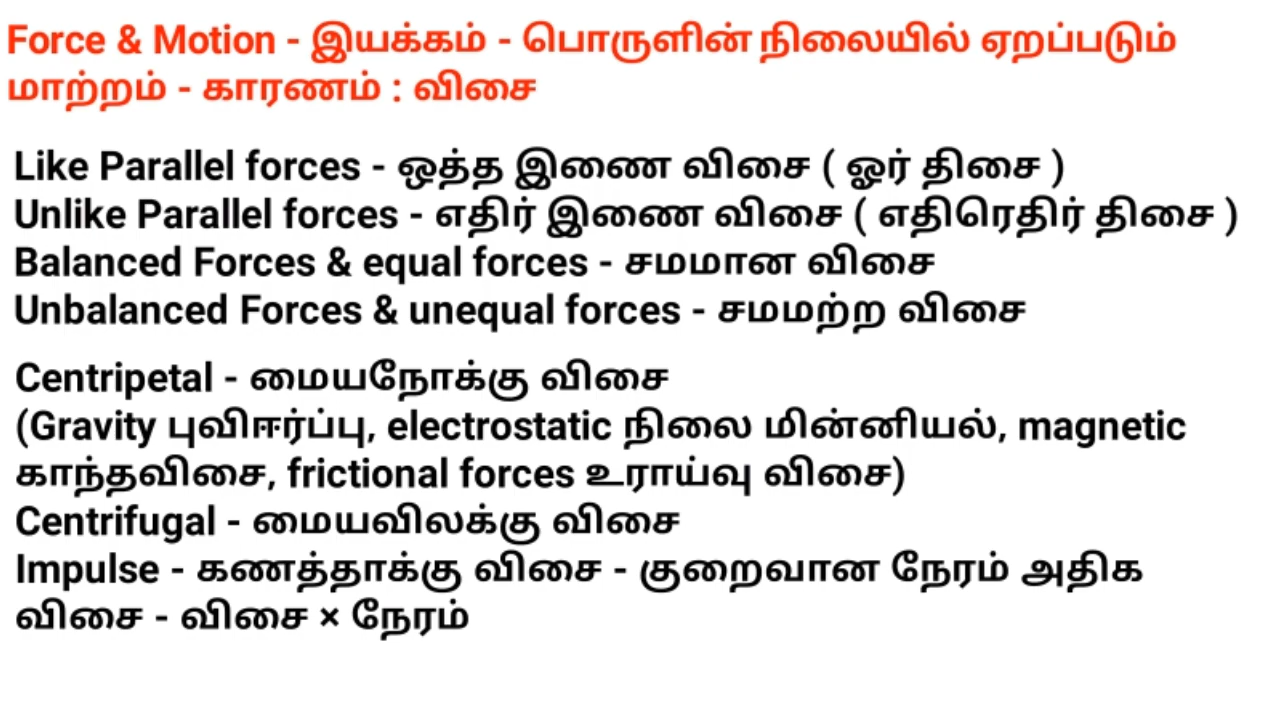 Force & Motion - இயக்கம் - பொருளின் நிலையில் ஏறப்படும்
மாற்றம் - காரணம் : விசை
Like Parallel forces - ஒத்த இணை விசை ( ஓர் திசை )
Unlike Parallel forces - எதிர் இணை விசை ( எதிரெதிர் திசை )
Balanced Forces & equal forces - சமமான விசை
Unbalanced Forces & unequal forces - சமமற்ற விசை
Centripetal - மையநோக்கு விசை
(Gravity புவிஈர்ப்பு, electrostatic நிலை மின்னியல், magnetic
காந்தவிசை, frictional forces உராய்வு விசை)
Centrifugal - மையவிலக்கு விசை
Impulse - கணத்தாக்கு விசை - குறைவான நேரம் அதிக
விசை - விசை × நேரம்